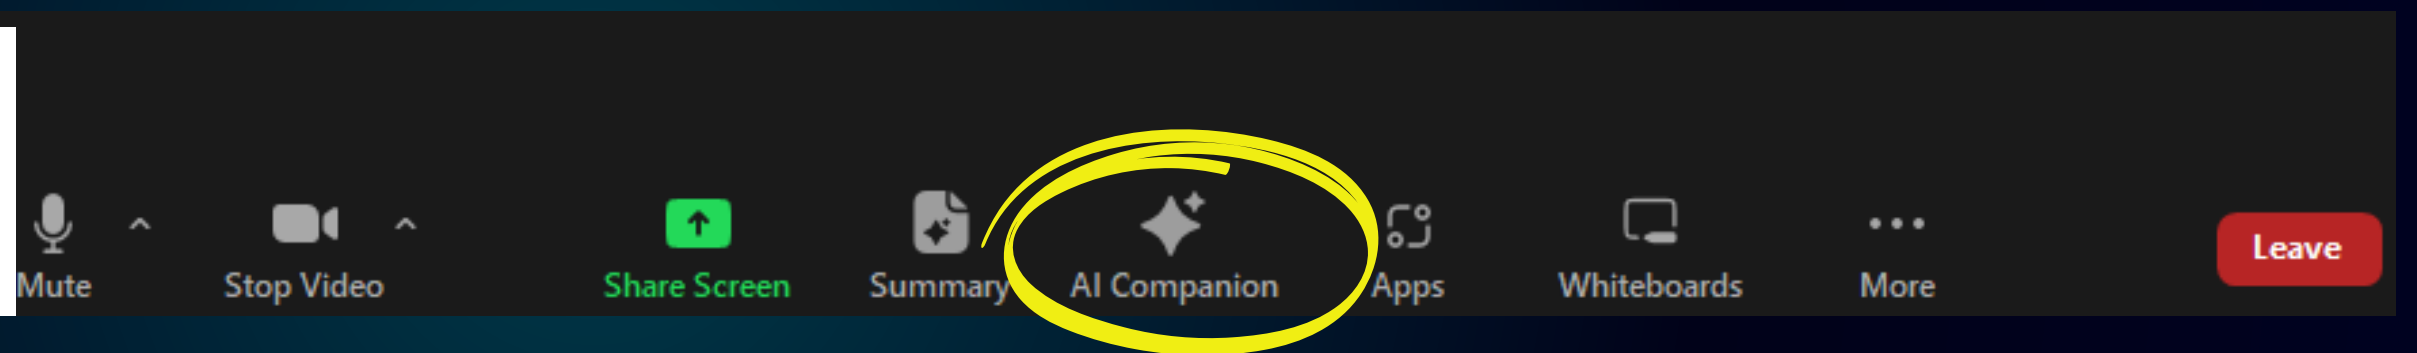 Mute
Stop Video
Share Screen
Summary
AI Companion
Apps
Whiteboards
More
Leave